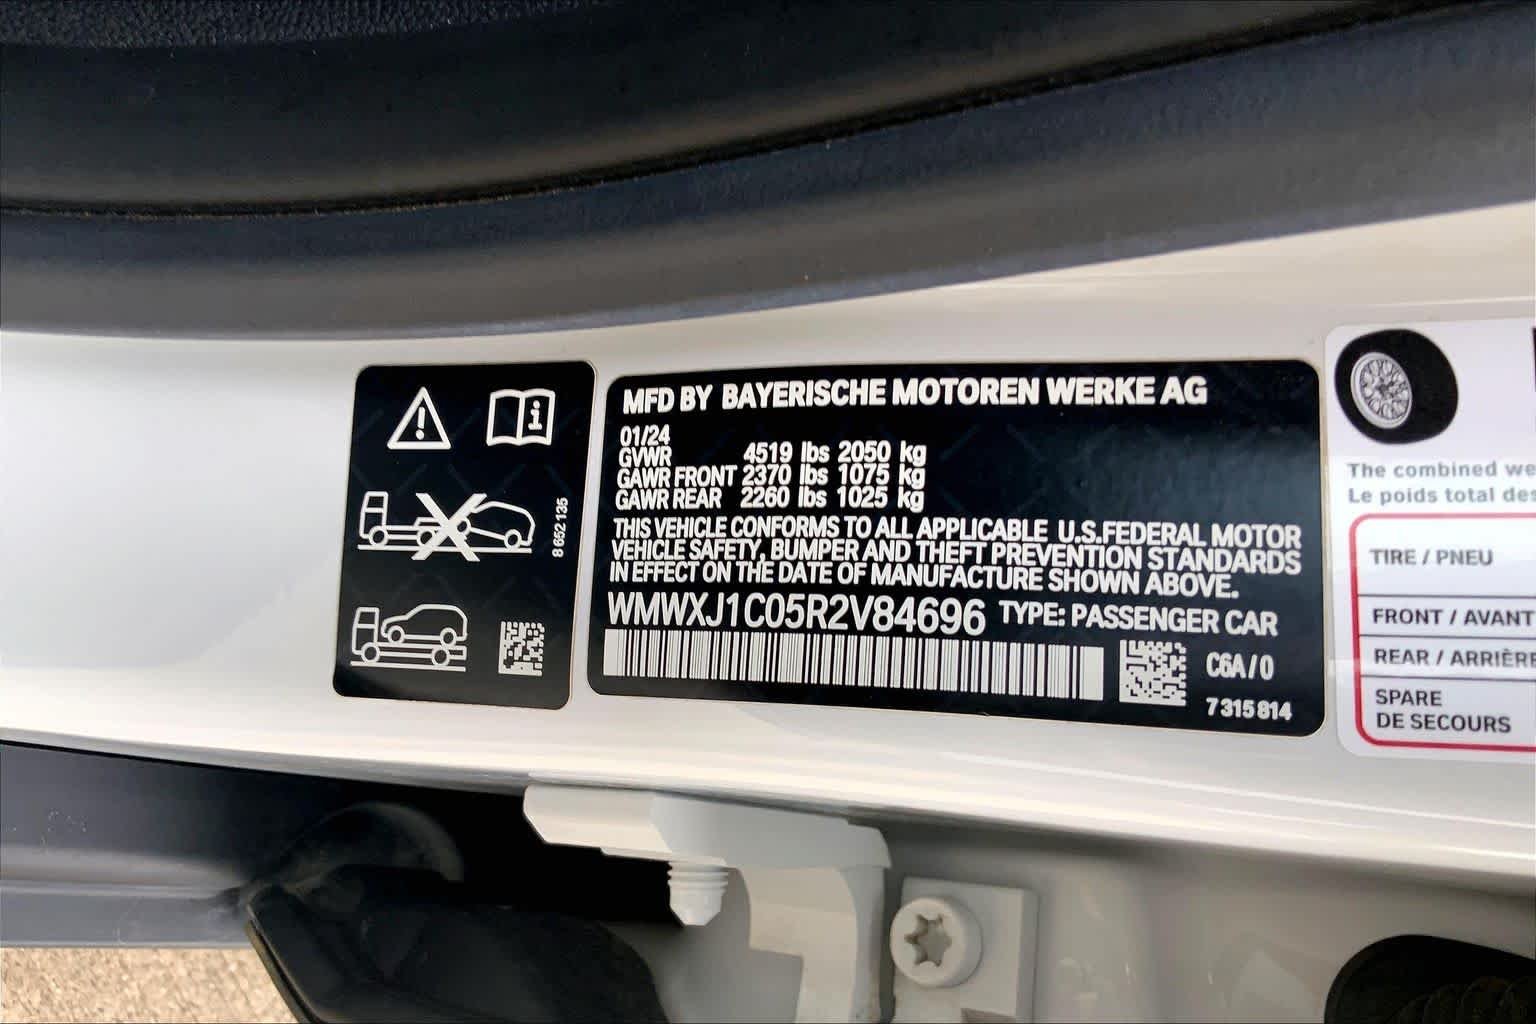 8 652 135
MFD BY BAYERISCHE MOTOREN WERKE AG
01/24
GVWR 4519 lbs 2050 kg
GAWR FRONT 2370 lbs 1075 kg
GAWR REAR 2260 lbs 1025 kg
THIS VEHICLE CONFORMS TO ALL APPLICABLE U.S.FEDERAL MOTOR
VEHICLE SAFETY, BUMPER AND THEFT PREVENTION STANDARDS
IN EFFECT ON THE DATE OF MANUFACTURE SHOWN ABOVE.
WMWXJ1C05R2V84696 TYPE: PASSENGER CAR
C6A/0
7 315 814
The combined we
Le poids total des
TIRE / PNEU
FRONT / AVANT
REAR / ARRIÈRE
SPARE
DE SECOURS